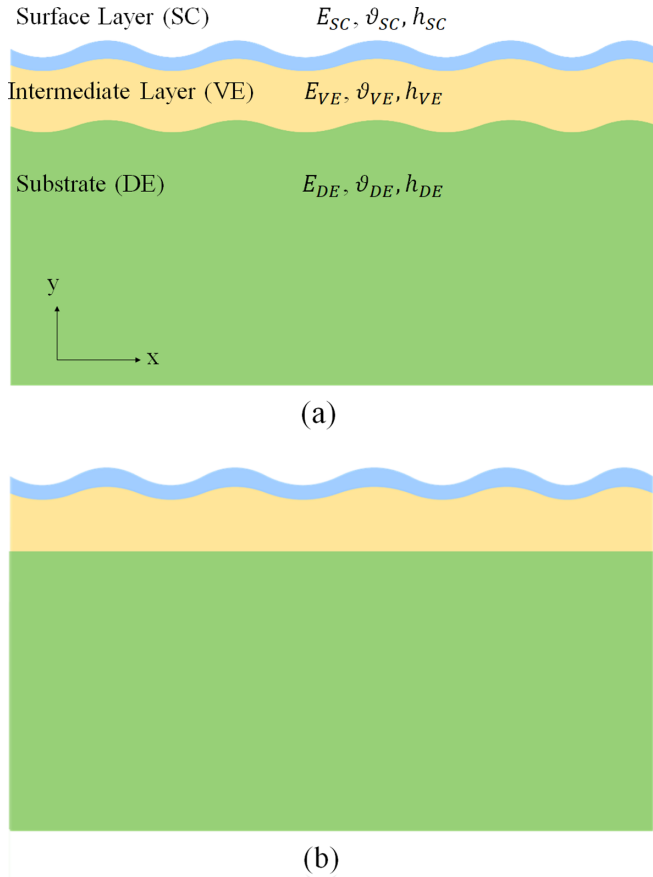 Surface Layer (SC) E_SC, ϑ_SC, h_SC
Intermediate Layer (VE) E_VE, ϑ_VE, h_VE
Substrate (DE) E_DE, ϑ_DE, h_DE
y
x
(a)
(b)